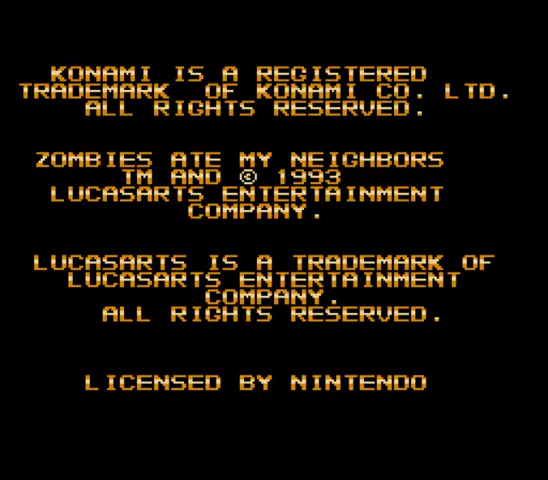 KONAMI IS A REGISTERED
TRADEMARK OF KONAMI CO. LTD.
ALL RIGHTS RESERVED.
ZOMBIES ATE MY NEIGHBORS
TM AND © 1993
LUCASARTS ENTERTAINMENT
COMPANY.
LUCASARTS IS A TRADEMARK OF
LUCASARTS ENTERTAINMENT
COMPANY.
ALL RIGHTS RESERVED.
LICENSED BY NINTENDO